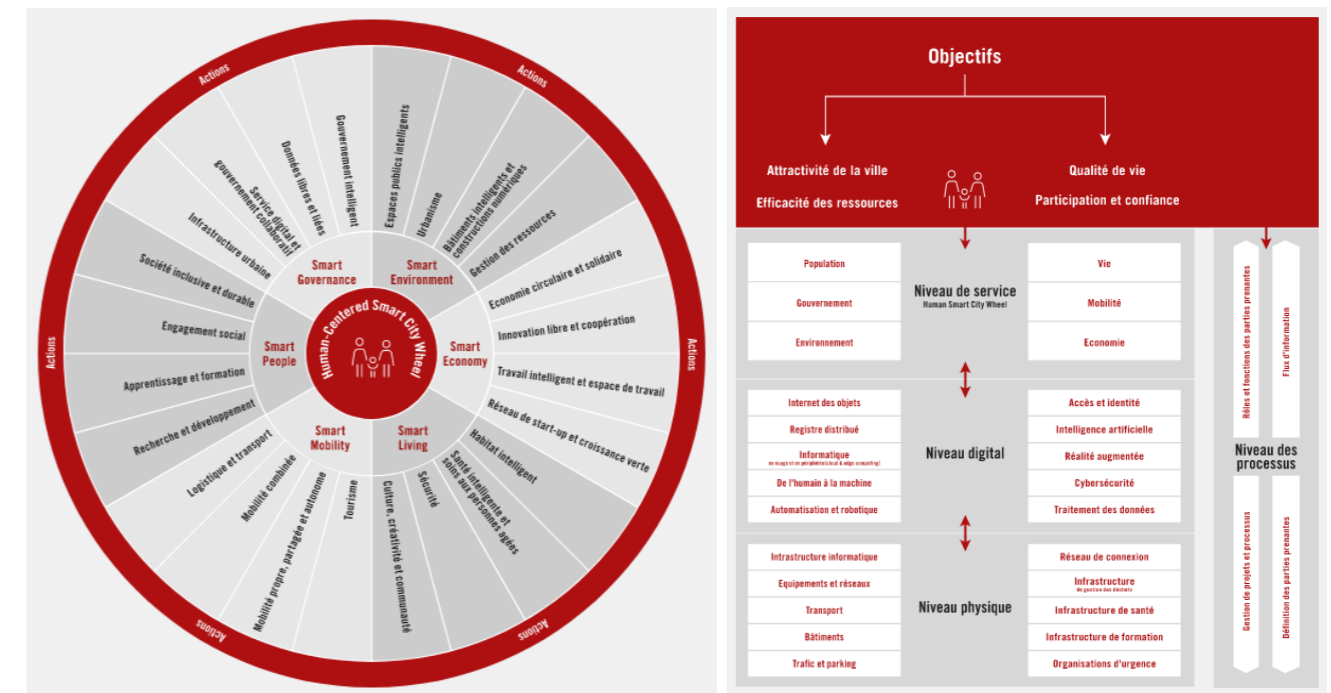 Human-Centered Smart City Wheel
Actions
Actions
Actions
Actions
Actions
Actions
Smart
Governance
Infrastructure urbaine
Service digital et
gouvernement collaboratif
Données libres et liées
Gouvernement intelligent
Smart
Environment
Espaces publics intelligents
Urbanisme
Bâtiments intelligents et
constructions numériques
Gestion des ressources
Smart
Economy
Economie circulaire et solidaire
Innovation libre et coopération
Travail intelligent et espace de travail
Réseau de start-up et croissance verte
Smart
Living
Habitat intelligent
Santé intelligente et
soins aux personnes agées
Sécurité
Culture, créativité et communauté
Smart
Mobility
Tourisme
Mobilité propre, partagée et autonome
Mobilité combinée
Logistique et transport
Smart
People
Recherche et développement
Apprentissage et formation
Engagement social
Société inclusive et durable
Objectifs
Attractivité de la ville
Efficacité des ressources
Qualité de vie
Participation et confiance
Population
Gouvernement
Environnement
Niveau de service
Human Smart City Wheel
Vie
Mobilité
Economie
Internet des objets
Registre distribué
Informatique
De l'humain à la machine
Automatisation et robotique
Niveau digital
Accès et identité
Intelligence artificielle
Réalité augmentée
Cybersécurité
Traitement des données
Intrastructure informatique
Equipements et réseaux
Transport
Bâtiments
Trafic et parking
Niveau physique
Réseau de connexion
Infrastructure
de gestion des déchets
Infrastructure de santé
Infrastructure de formation
Organisations d'urgence
Rôles et fonctions des parties prenantes
Flux d'information
Niveau des
processus
Gestion de projets et processus
Définition des parties prenantes